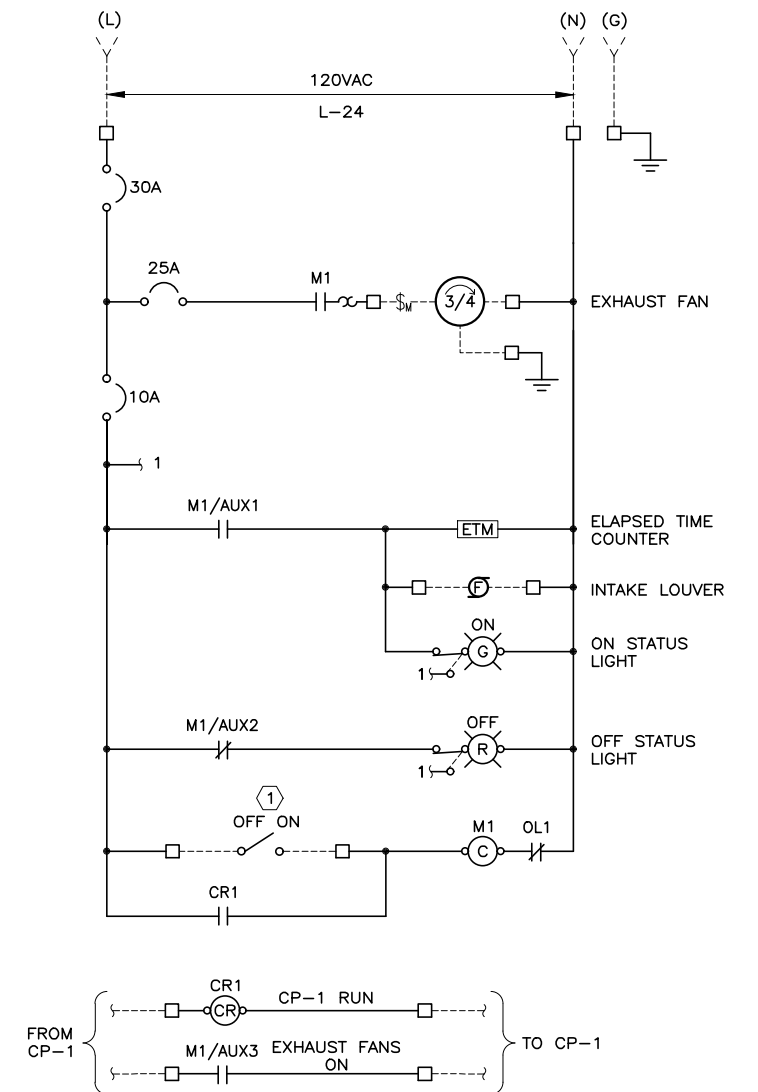 (L)
(N) (G)
120VAC
L-24
30A
25A
M1
$M
3/4
EXHAUST FAN
10A
1
M1/AUX1
ETM
ELAPSED TIME
COUNTER
F
INTAKE LOUVER
ON
G
ON STATUS
LIGHT
1
M1/AUX2
OFF
R
OFF STATUS
LIGHT
1
1
OFF ON
M1
OL1
C
CR1
CR1
CR
CP-1 RUN
FROM
CP-1
TO CP-1
M1/AUX3
EXHAUST FANS
ON